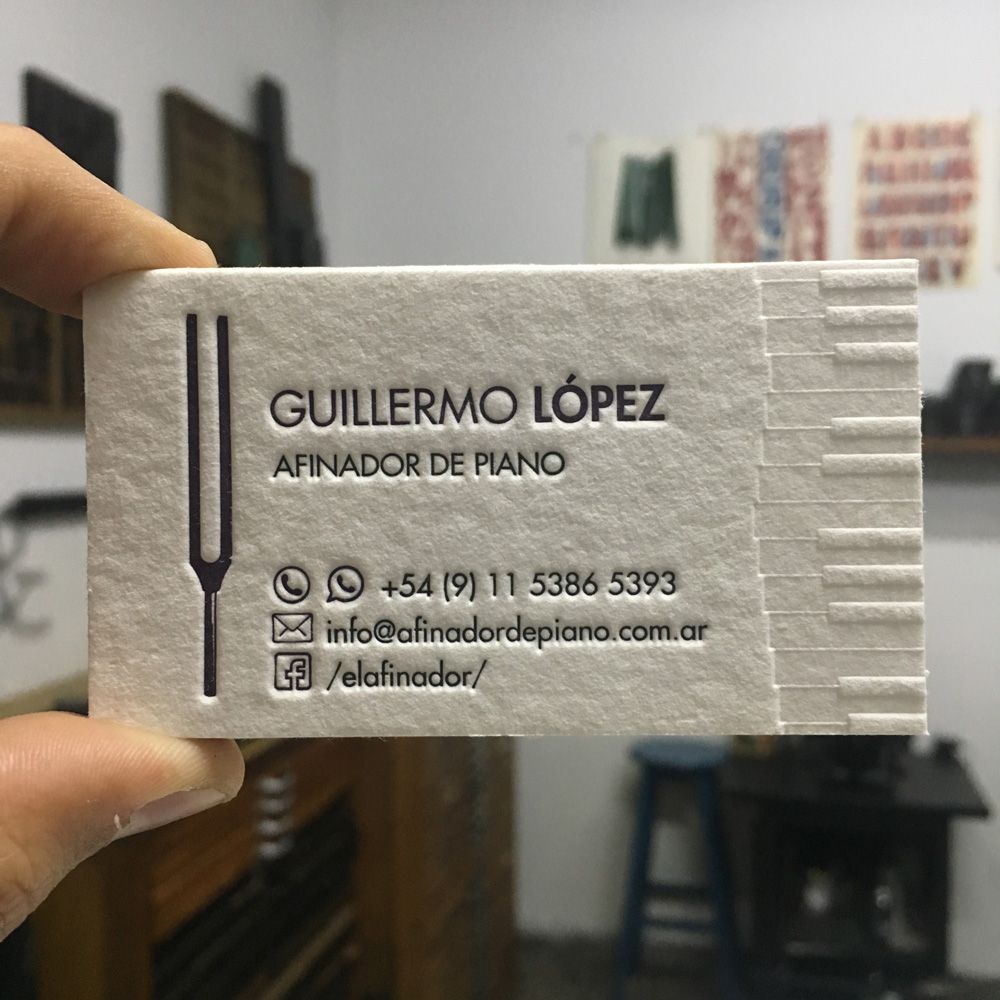 GUILLERMO LÓPEZ
AFINADOR DE PIANO
+54 (9) 11 5386 5393
info@afinadordepiano.com.ar
/elafinador/